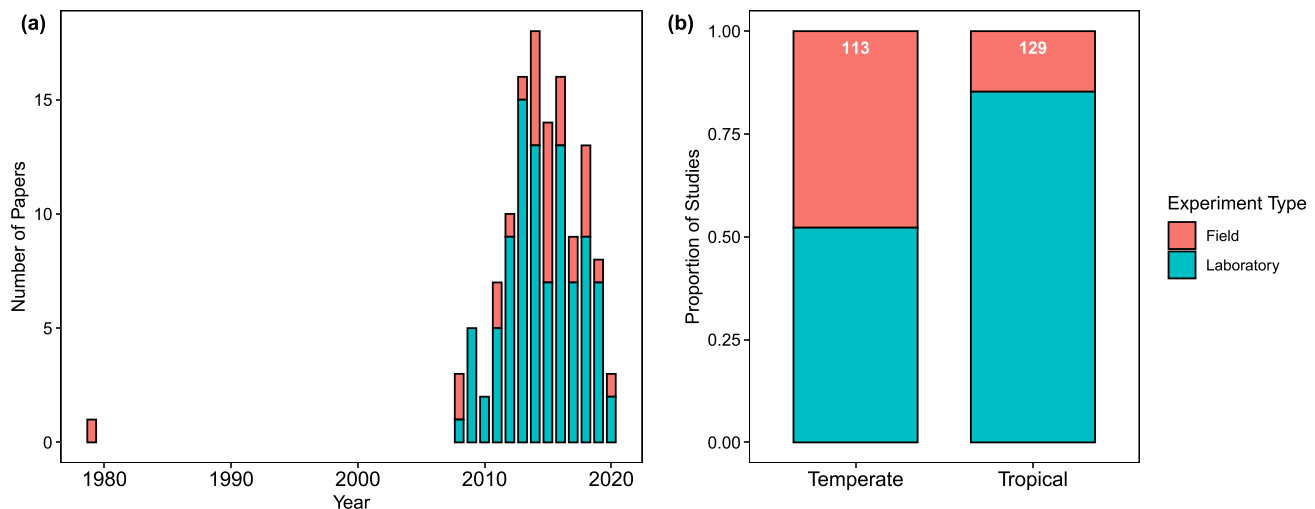 (a)
Number of Papers
15
10
5
0
1980 1990 2000 2010 2020
Year
(b)
Proportion of Studies
1.00
0.75
0.50
0.25
0.00
113 129
Temperate Tropical
Experiment Type
Field
Laboratory